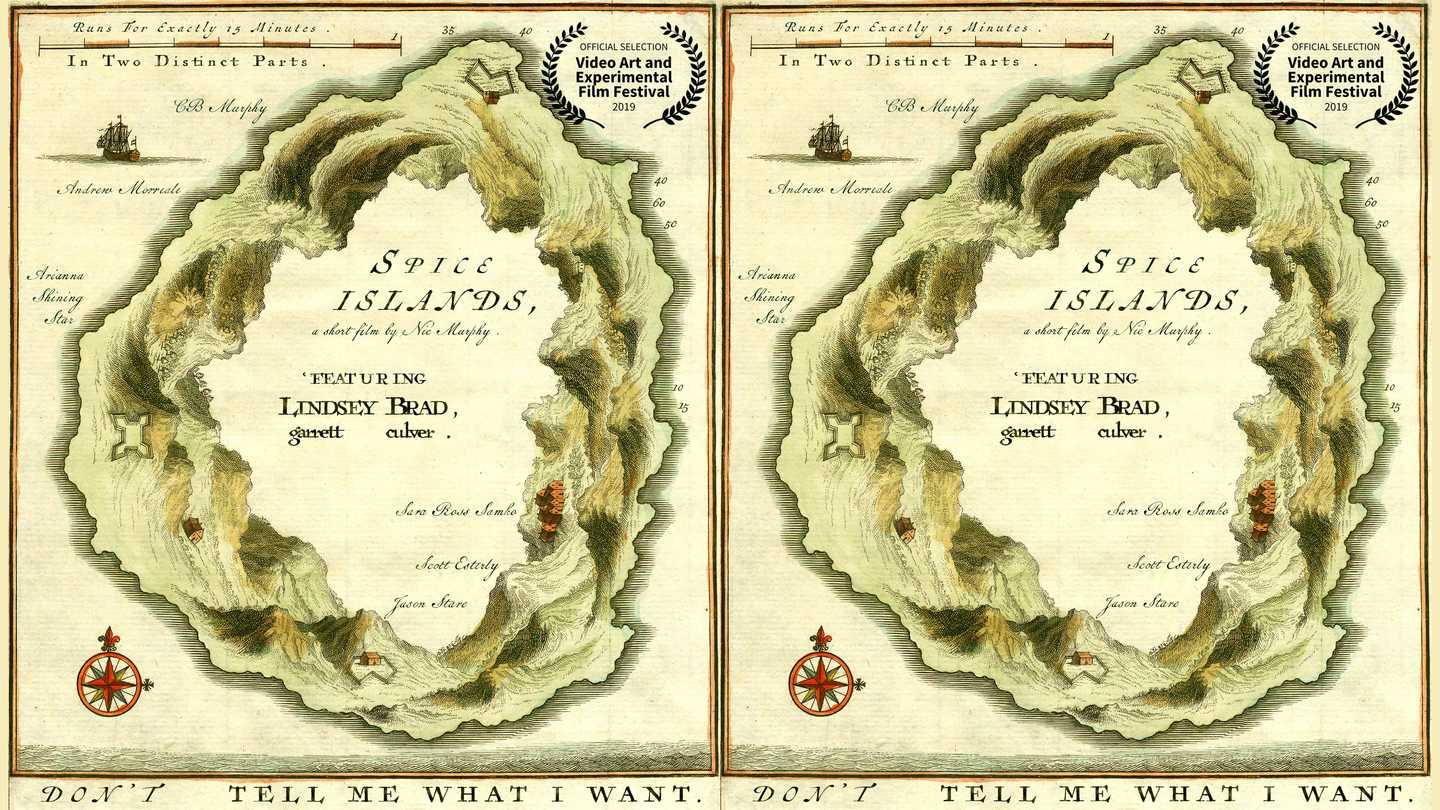 Runs For Exactly 15 Minutes .
1
In Two Distinct Parts .
35
40
OFFICIAL SELECTION
Video Art and
Experimental
Film Festival
2019
CB Murphy
Andrew Morreale
40
60
50
Arianna
Shining
Star
SPICE
ISLANDS,
a short film by Nic Murphy .
‘FEATURING
LINDSEY BRAD,
garrett culver .
10
15
Sara Ross Samko
Scott Esterly
Jason Stare
DON'T TELL ME WHAT I WANT.
Runs For Exactly 15 Minutes .
1
In Two Distinct Parts .
35
40
OFFICIAL SELECTION
Video Art and
Experimental
Film Festival
2019
CB Murphy
Andrew Morreale
40
60
50
Arianna
Shining
Star
SPICE
ISLANDS,
a short film by Nic Murphy .
‘FEATURING
LINDSEY BRAD,
garrett culver .
10
15
Sara Ross Samko
Scott Esterly
Jason Stare
DON'T TELL ME WHAT I WANT.